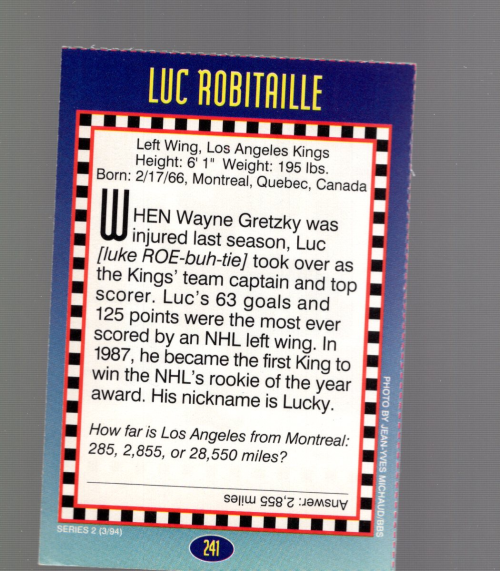 LUC ROBITAILLE
Left Wing, Los Angeles Kings
Height: 6' 1" Weight: 195 lbs.
Born: 2/17/66, Montreal, Quebec, Canada
WHEN Wayne Gretzky was
injured last season, Luc
[luke ROE-buh-tie] took over as
the Kings' team captain and top
scorer. Luc's 63 goals and
125 points were the most ever
scored by an NHL left wing. In
1987, he became the first King to
win the NHL's rookie of the year
award. His nickname is Lucky.
How far is Los Angeles from Montreal:
285, 2,855, or 28,550 miles?
Answer: 2,855 miles
SERIES 2 (3/94)
241
PHOTO BY JEAN-YVES MICHAUD/BBS